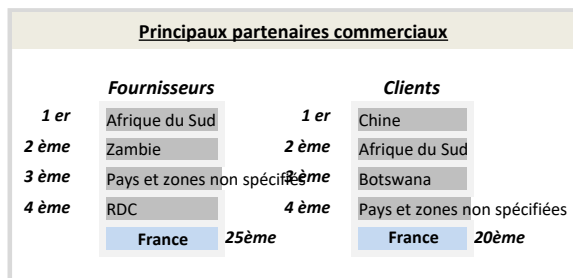 Principaux partenaires commerciaux
Fournisseurs Clients
1 er Afrique du Sud 1 er Chine
2 ème Zambie 2 ème Afrique du Sud
3 ème Pays et zones non spécifiés 3 ème Botswana
4 ème RDC 4 ème Pays et zones non spécifiées
France 25ème France 20ème